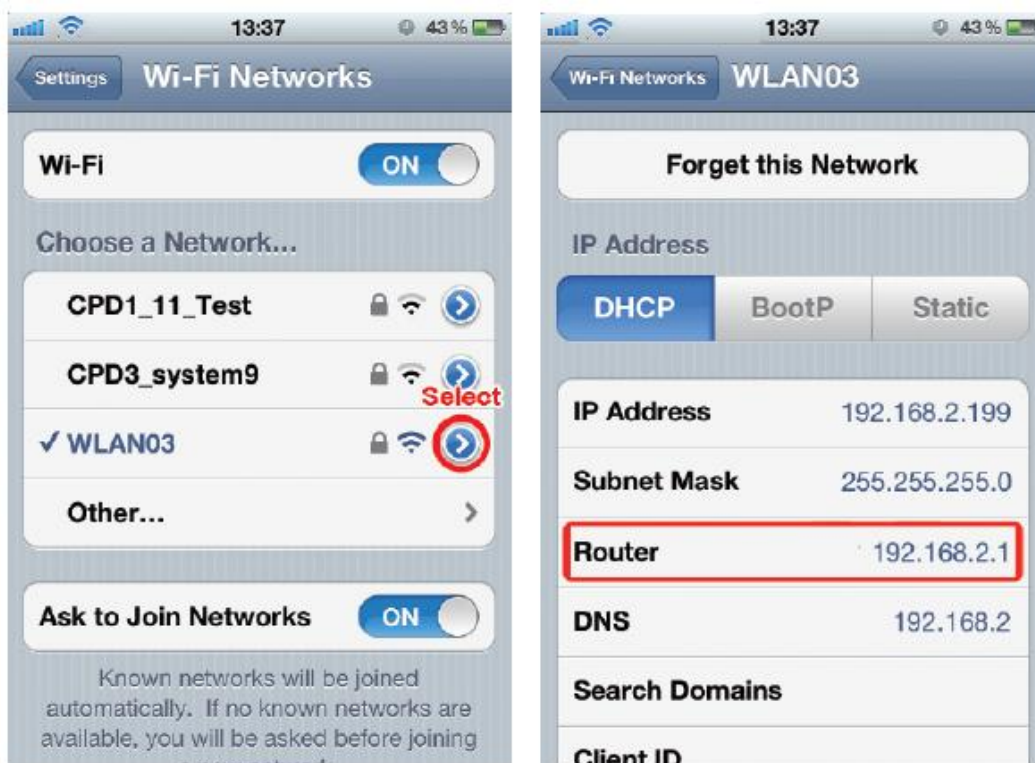 13:37
43%
Settings
Wi-Fi Networks
Wi-Fi
ON
Choose a Network...
CPD1_11_Test
CPD3_system9
Select
WLAN03
Other...
Ask to Join Networks
ON
Known networks will be joined
automatically. If no known networks are
available, you will be asked before joining
13:37
43%
Wi-Fi Networks
WLAN03
Forget this Network
IP Address
DHCP
BootP
Static
IP Address 192.168.2.199
Subnet Mask 255.255.255.0
Router 192.168.2.1
DNS 192.168.2
Search Domains
Client ID